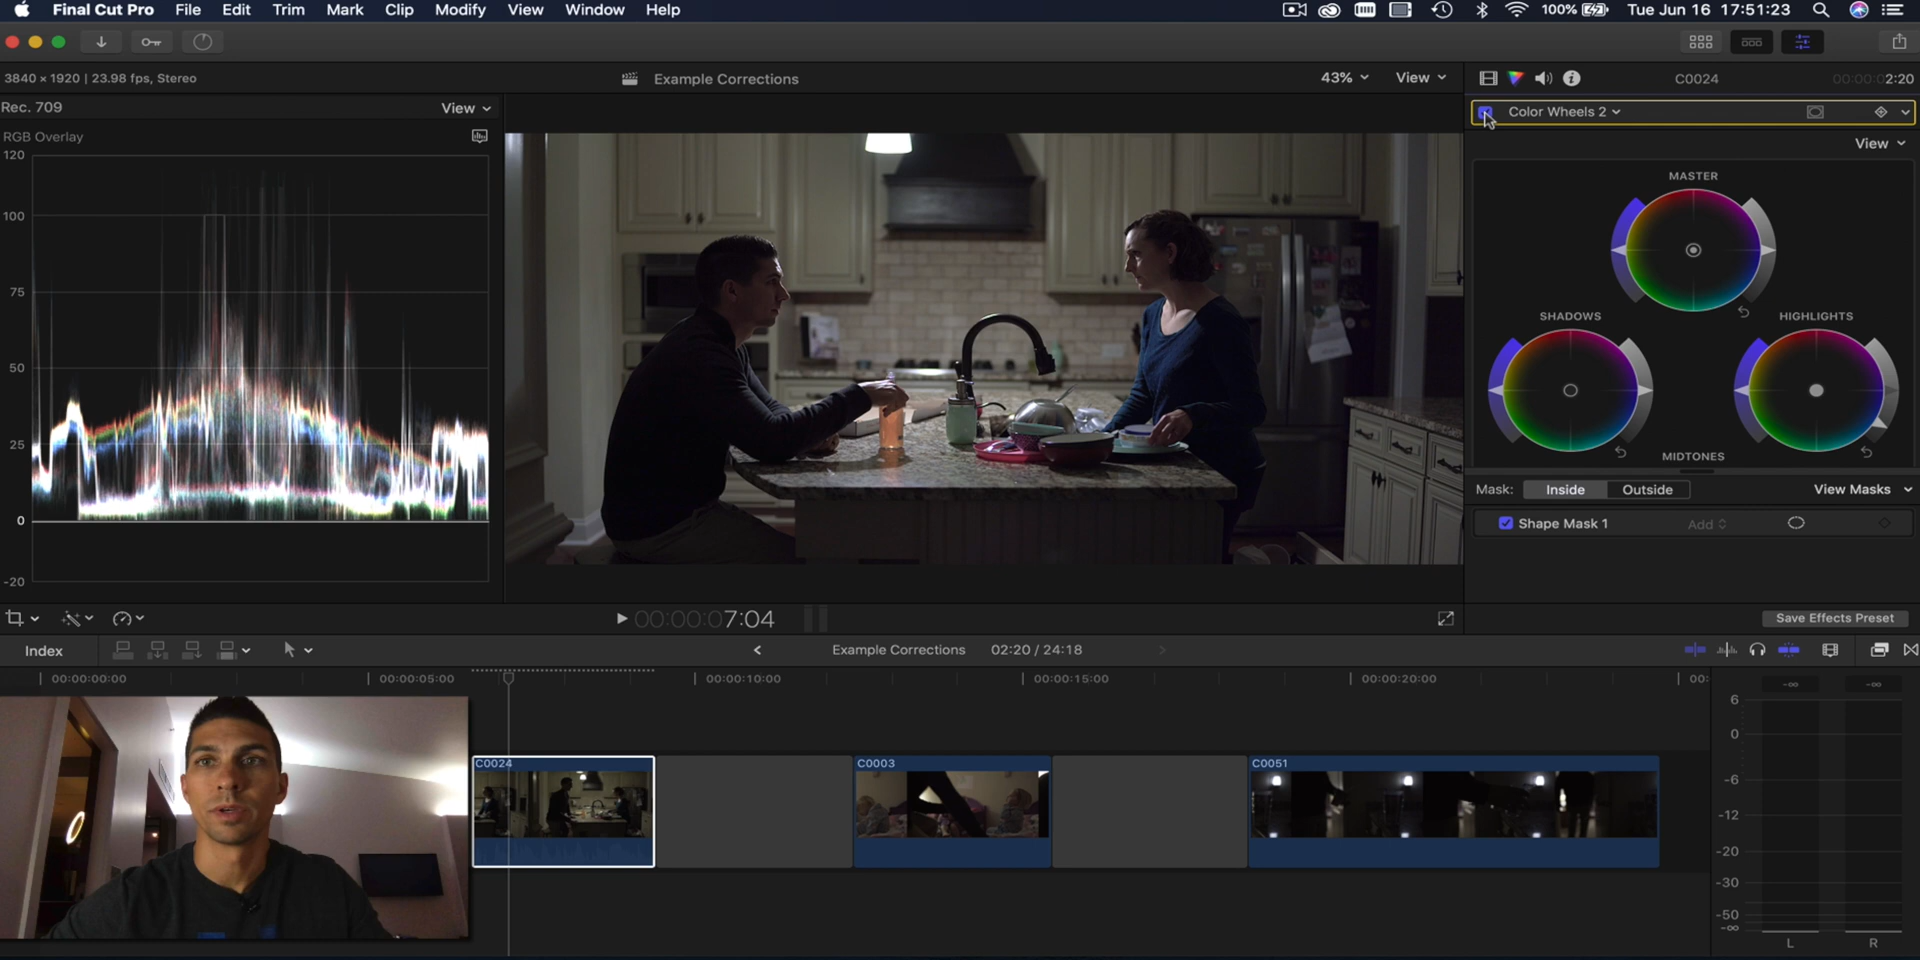 Final Cut Pro File Edit Trim Mark Clip Modify View Window Help 100% Tue Jun 16 17:51:23
3840 × 1920 | 23.98 fps, Stereo
Example Corrections
43% View
C0024
00:00:02:20
Rec. 709
View
RGB Overlay
120
100
75
50
25
0
-20
Color Wheels 2
View
MASTER
SHADOWS
HIGHLIGHTS
MIDTONES
Mask: Inside Outside View Masks
Shape Mask 1 Add
00:00:07:04
Save Effects Preset
Index
Example Corrections 02:20 / 24:18
00:00:00:00 00:00:05:00 00:00:10:00 00:00:15:00 00:00:20:00 00:
C0024
C0003
C0051
-∞ -∞
6
0
-6
-12
-20
-30
-50
-∞
L R